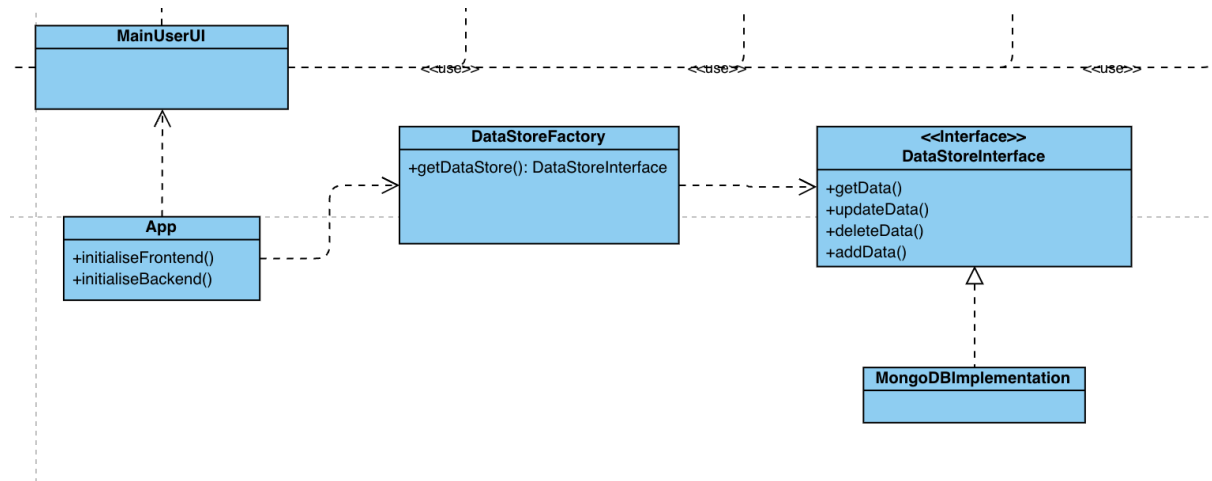 MainUserUI
<<use>>
<<use>>
<<use>>
DataStoreFactory
+getDataStore(): DataStoreInterface
<<Interface>>
DataStoreInterface
+getData()
+updateData()
+deleteData()
+addData()
App
+initialiseFrontend()
+initialiseBackend()
MongoDBImplementation